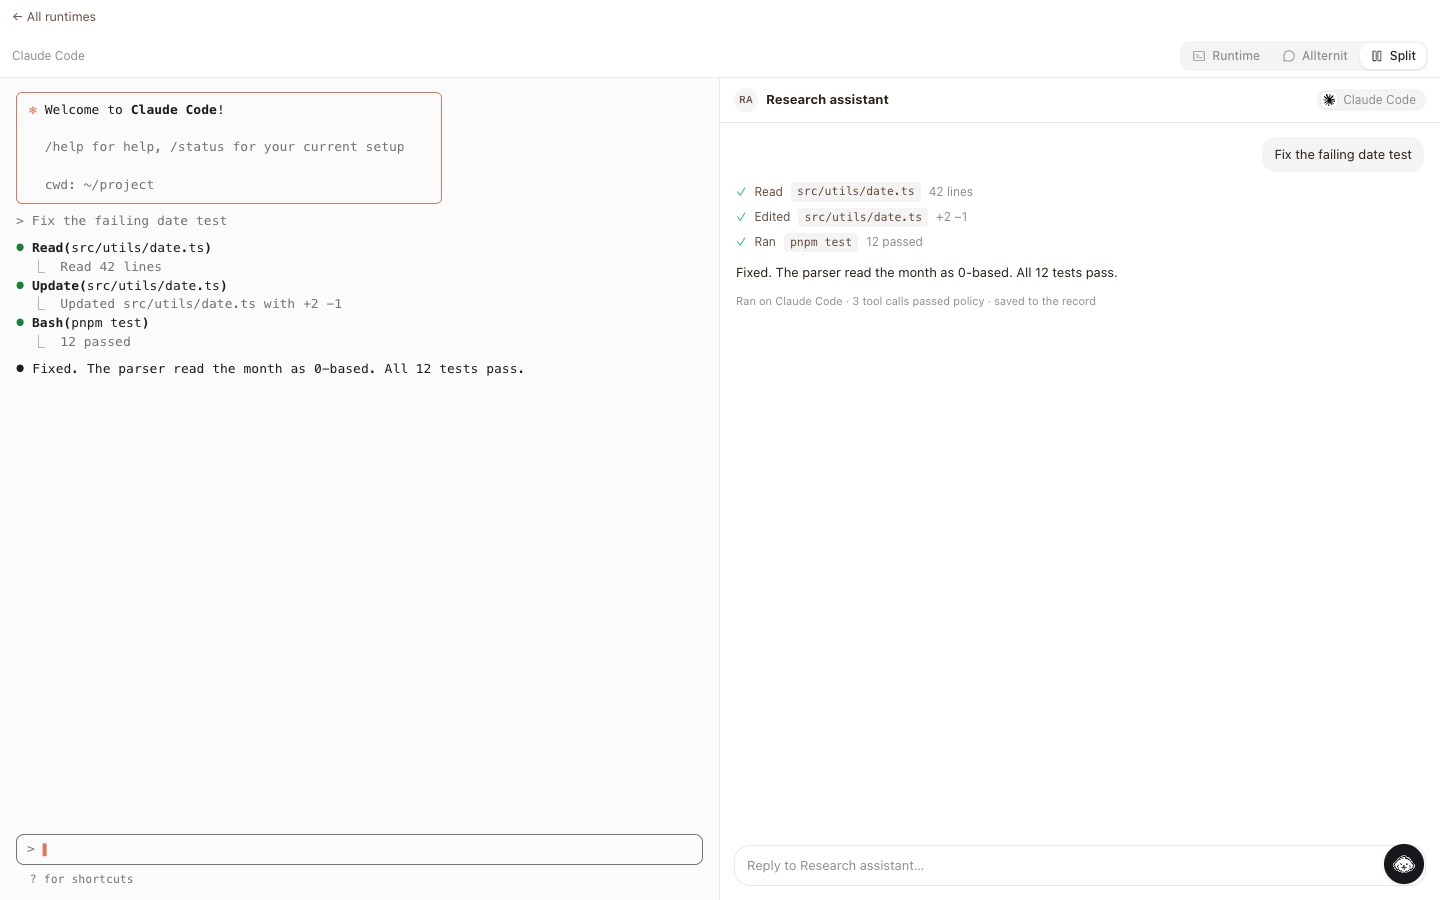 ← All runtimes
Claude Code
Runtime
Allternit
Split
✻ Welcome to Claude Code!
/help for help, /status for your current setup
cwd: ~/project
> Fix the failing date test
● Read(src/utils/date.ts)
⎿ Read 42 lines
● Update(src/utils/date.ts)
⎿ Updated src/utils/date.ts with +2 −1
● Bash(pnpm test)
⎿ 12 passed
● Fixed. The parser read the month as 0-based. All 12 tests pass.
>
? for shortcuts
RA Research assistant
Claude Code
Fix the failing date test
✓ Read src/utils/date.ts 42 lines
✓ Edited src/utils/date.ts +2 −1
✓ Ran pnpm test 12 passed
Fixed. The parser read the month as 0-based. All 12 tests pass.
Ran on Claude Code · 3 tool calls passed policy · saved to the record
Reply to Research assistant...